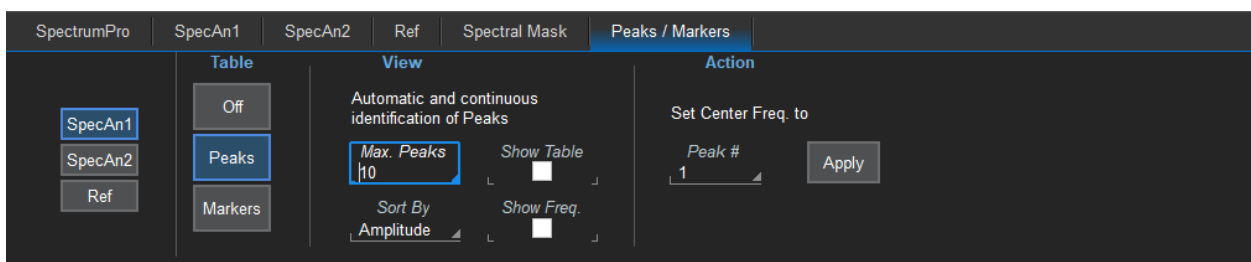 SpectrumPro SpecAn1 SpecAn2 Ref Spectral Mask Peaks / Markers
Table View Action
SpecAn1
SpecAn2
Ref
Off
Peaks
Markers
Automatic and continuous
identification of Peaks
Max. Peaks Show Table
10
Sort By Show Freq.
Amplitude
Set Center Freq. to
Peak #
1
Apply